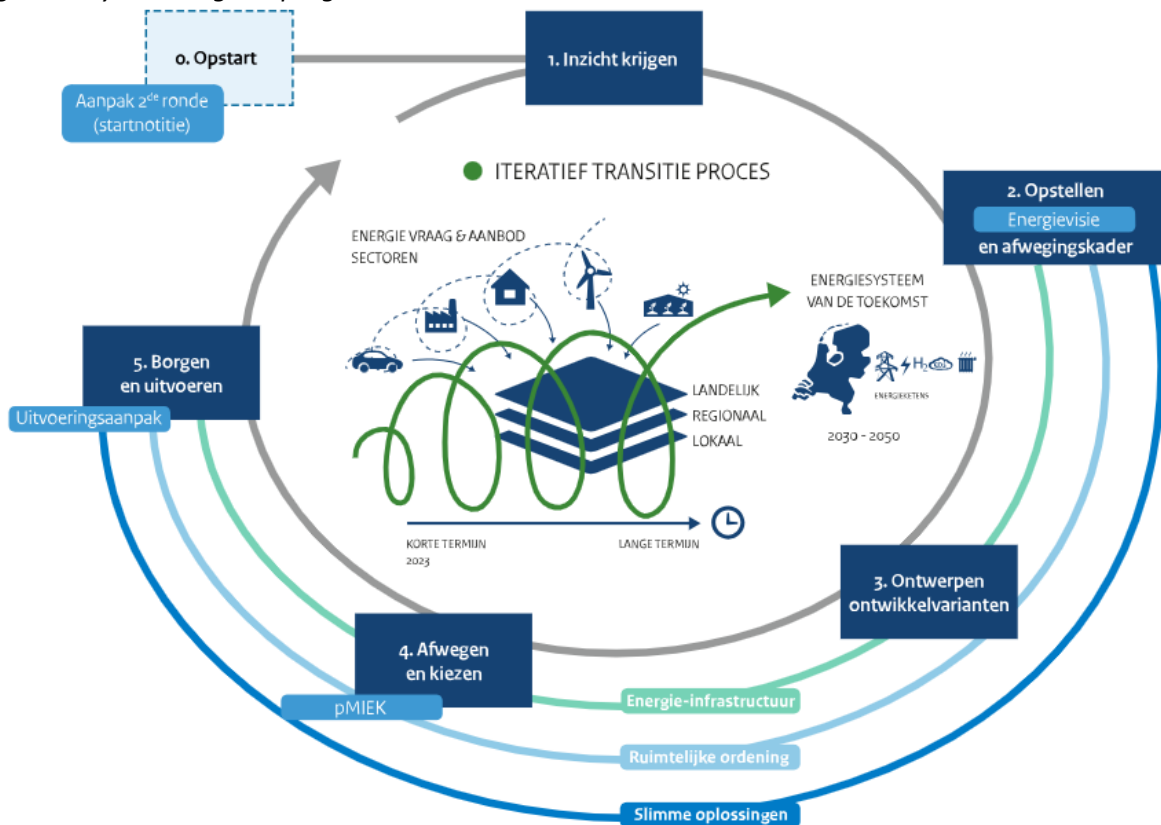 0. Opstart
Aanpak 2de ronde
(startnotitie)
1. Inzicht krijgen
ITERATIEF TRANSITIE PROCES
2. Opstellen
Energievisie
en afwegingskader
ENERGIE VRAAG & AANBOD
SECTOREN
ENERGIESYSTEEM
VAN DE TOEKOMST
H2
ENERGIEKETENS
2030 - 2050
LANDELIJK
REGIONAAL
LOKAAL
5. Borgen
en uitvoeren
Uitvoeringsaanpak
KORTE TERMIJN
2023
LANGE TERMIJN
3. Ontwerpen
ontwikkelvarianten
4. Afwegen
en kiezen
pMIEK
Energie-infrastructuur
Ruimtelijke ordening
Slimme oplossingen